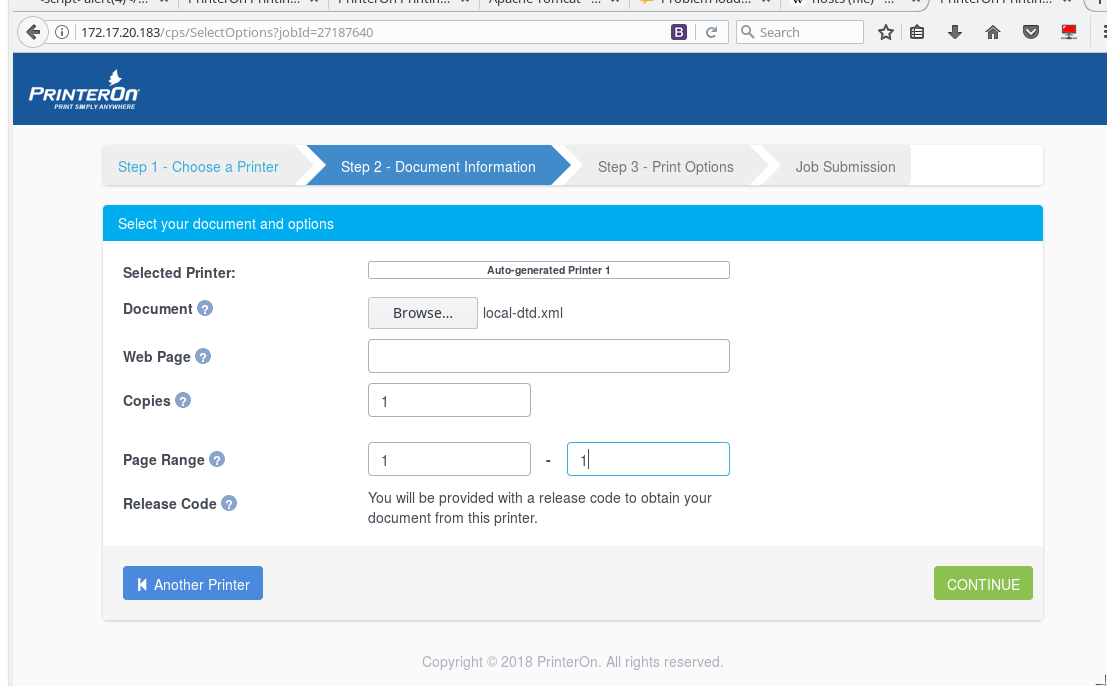 <script>alert(4)</...
PrinterOn Printin...
PrinterOn Printin...
Apache Tomcat - ...
Problem load...
hosts (file) - ...
PrinterOn Printin...
172.17.20.183/cps/SelectOptions?jobId=27187640
B
Search
PRINTERON
PRINT SIMPLY ANYWHERE
Step 1 - Choose a Printer
Step 2 - Document Information
Step 3 - Print Options
Job Submission
Select your document and options
Selected Printer:
Auto-generated Printer 1
Document ?
Browse...
local-dtd.xml
Web Page ?
Copies ?
1
Page Range ?
1 - 1
Release Code ?
You will be provided with a release code to obtain your
document from this printer.
Another Printer
CONTINUE
Copyright © 2018 PrinterOn. All rights reserved.